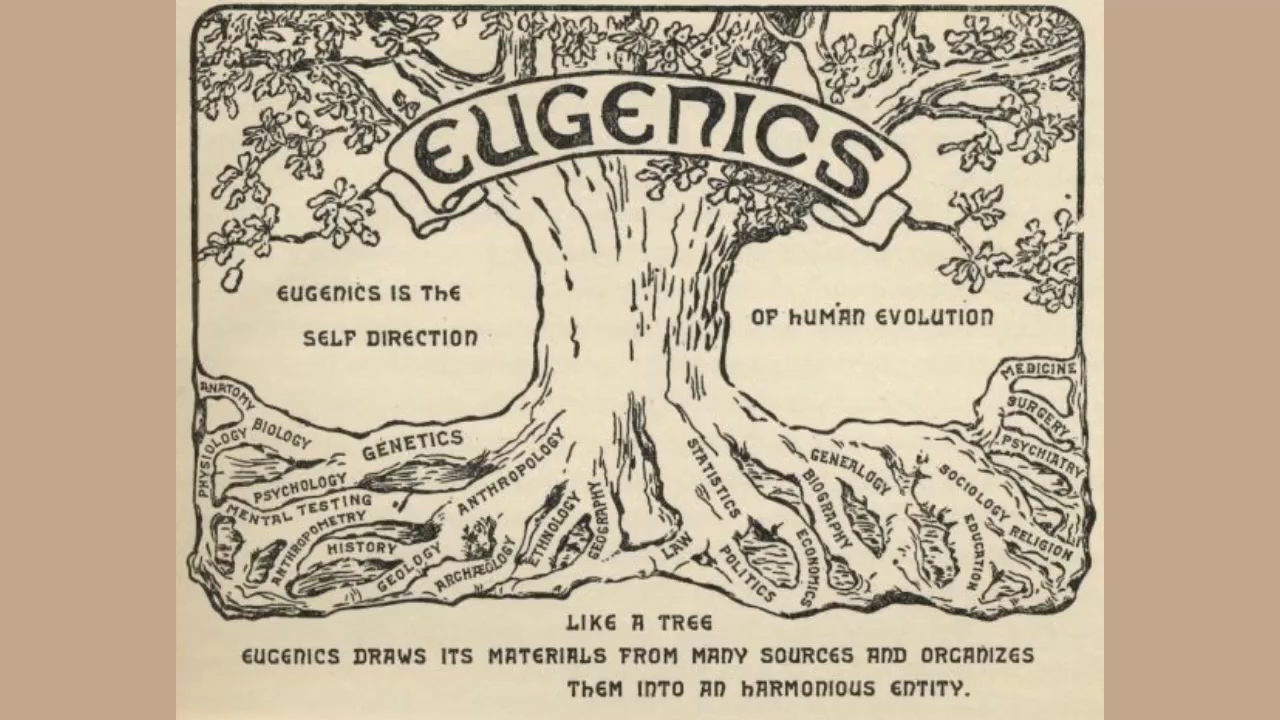 EUGENICS
EUGENICS IS THE
SELF DIRECTION
OF HUMAN EVOLUTION
ANATOMY
PHYSIOLOGY
BIOLOGY
GENETICS
PSYCHOLOGY
MENTAL TESTING
ANTHROPOMETRY
HISTORY
GEOLOGY
ANTHROPOLOGY
ARCHÆOLOGY
ETHNOLOGY
GEOGRAPHY
LAW
STATISTICS
POLITICS
ECONOMICS
BIOGRAPHY
GENEALOGY
EDUCATION
SOCIOLOGY
RELIGION
PSYCHIATRY
SURGERY
MEDICINE
LIKE A TREE
EUGENICS DRAWS ITS MATERIALS FROM MANY SOURCES AND ORGANIZES
THEM INTO AN HARMONIOUS ENTITY.